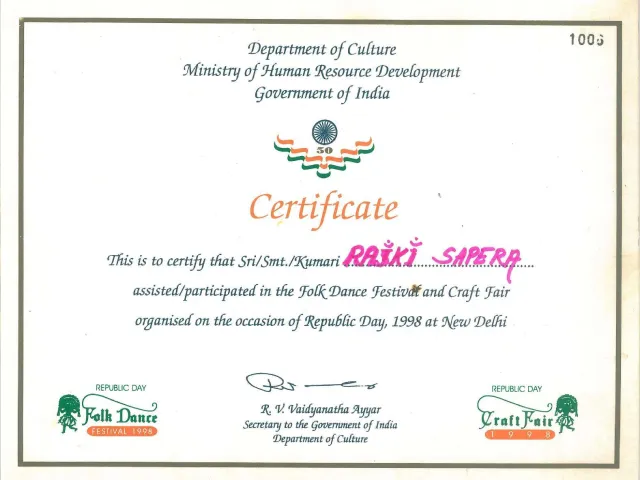 1006
Department of Culture
Ministry of Human Resource Development
Government of India
50
Certificate
This is to certify that Sri/Smt./Kumari RAJKI SAPERA
assisted/participated in the Folk Dance Festival and Craft Fair
organised on the occasion of Republic Day, 1998 at New Delhi
R. V. Vaidyanatha Ayyar
Secretary to the Government of India
Department of Culture
REPUBLIC DAY
Folk Dance
FESTIVAL 1998
REPUBLIC DAY
Craft Fair
1998